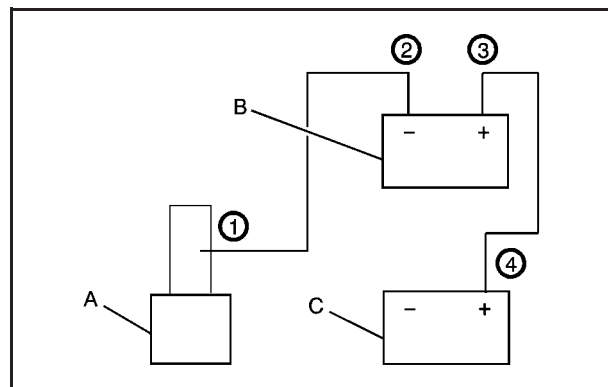 ② ③
B
− +
①
④
A
C
− +